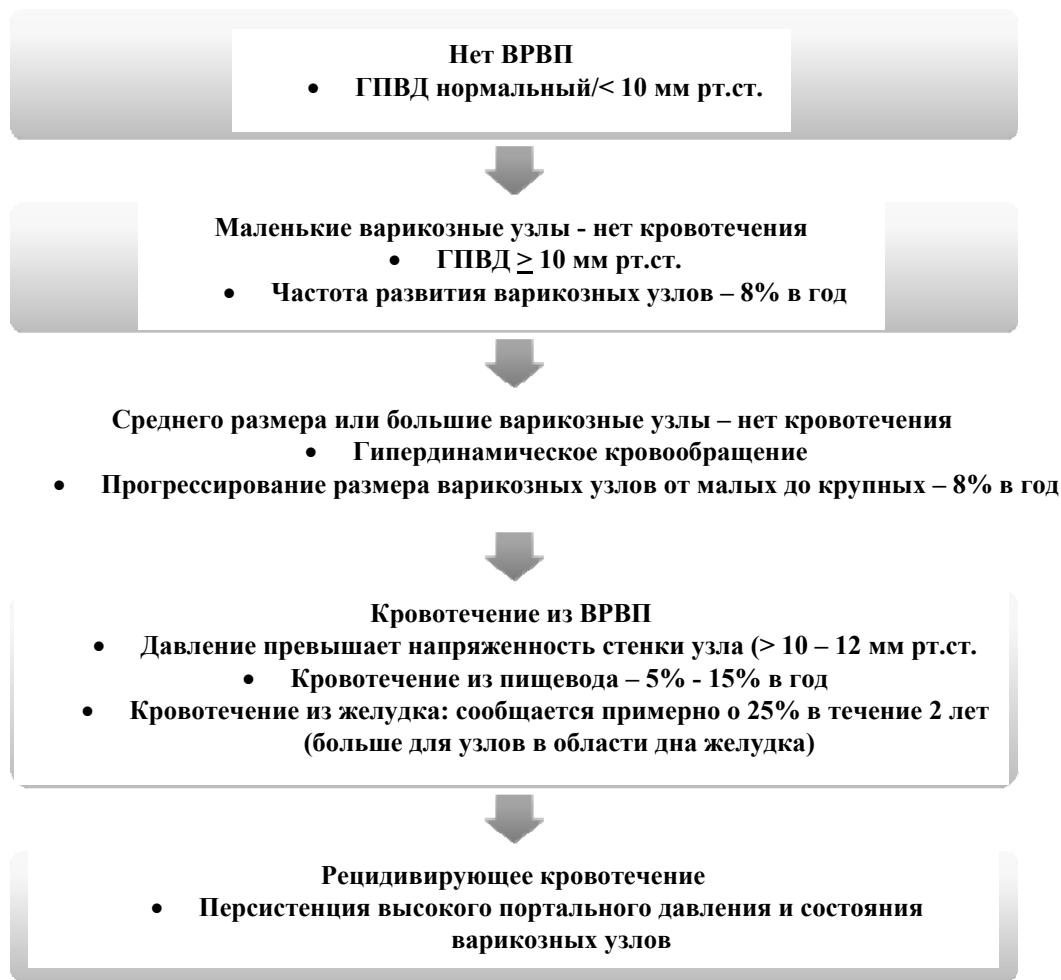 Нет ВРВП
• ГПВД нормальный/< 10 мм рт.ст.
Маленькие варикозные узлы - нет кровотечения
• ГПВД ≥ 10 мм рт.ст.
• Частота развития варикозных узлов – 8% в год
Среднего размера или большие варикозные узлы – нет кровотечения
• Гипердинамическое кровообращение
• Прогрессирование размера варикозных узлов от малых до крупных – 8% в год
Кровотечение из ВРВП
• Давление превышает напряженность стенки узла (> 10 – 12 мм рт.ст.
• Кровотечение из пищевода – 5% - 15% в год
• Кровотечение из желудка: сообщается примерно о 25% в течение 2 лет
(больше для узлов в области дна желудка)
Рецидивирующее кровотечение
• Персистенция высокого портального давления и состояния
варикозных узлов